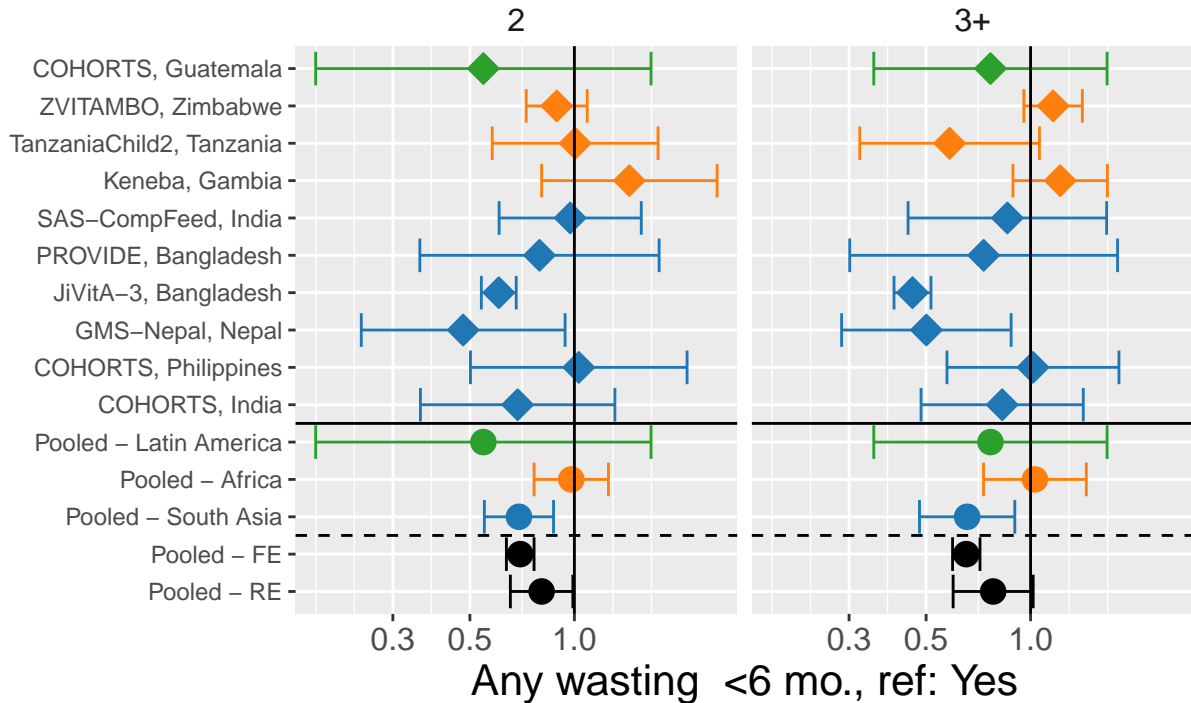 2
3+
COHORTS, Guatemala
ZVITAMBO, Zimbabwe
TanzaniaChild2, Tanzania
Keneba, Gambia
SAS−CompFeed, India
PROVIDE, Bangladesh
JiVitA−3, Bangladesh
GMS−Nepal, Nepal
COHORTS, Philippines
COHORTS, India
Pooled − Latin America
Pooled − Africa
Pooled − South Asia
Pooled − FE
Pooled − RE
0.3 0.5 1.0
0.3 0.5 1.0
Any wasting <6 mo., ref: Yes